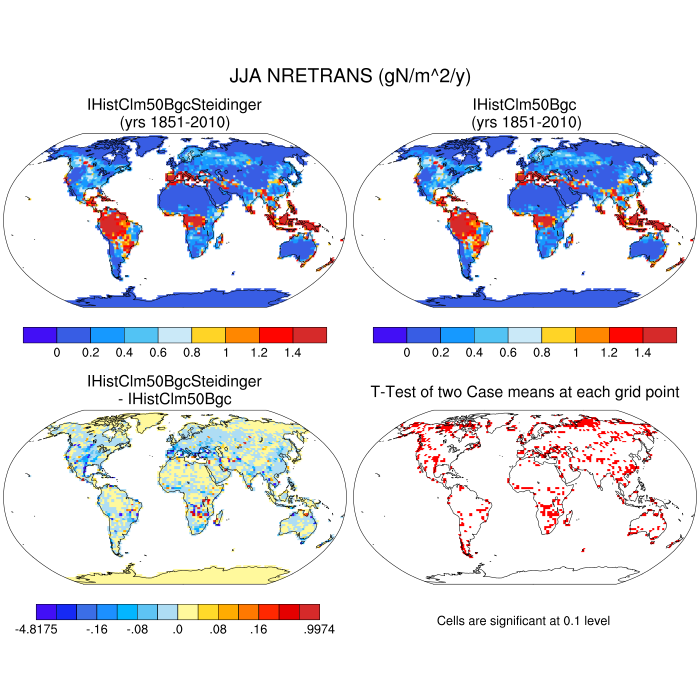 JJA NRETRANS (gN/m^2/y)
IHistClm50BgcSteidinger
(yrs 1851-2010)
IHistClm50Bgc
(yrs 1851-2010)
0 0.2 0.4 0.6 0.8 1 1.2 1.4
0 0.2 0.4 0.6 0.8 1 1.2 1.4
IHistClm50BgcSteidinger
- IHistClm50Bgc
T-Test of two Case means at each grid point
-4.8175 -.16 -.08 .0 .08 .16 .9974
Cells are significant at 0.1 level